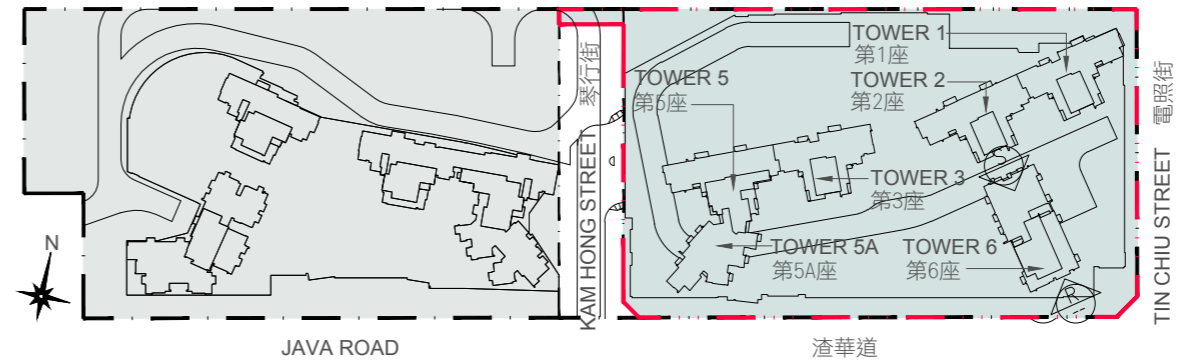 TOWER 1
第1座
TOWER 5
第5座
TOWER 2
第2座
TOWER 3
第3座
TOWER 5A
第5A座
TOWER 6
第6座
S
R
N
KAM HONG STREET 琴行街
TIN CHIU STREET 電照街
JAVA ROAD
渣華道